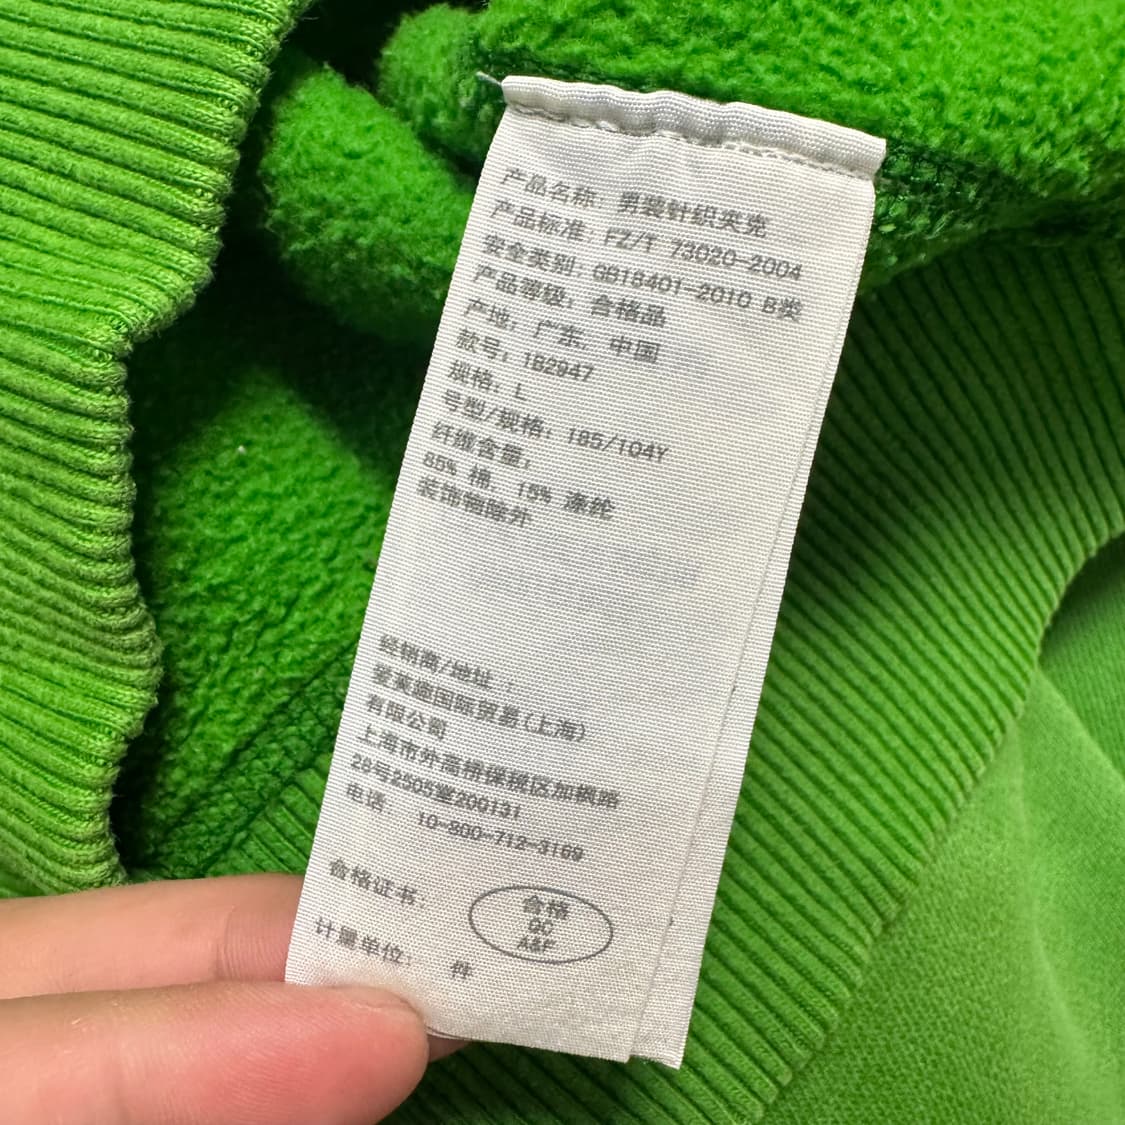 产品名称：男装针织夹克
产品标准：FZ/T 73020-2004
安全类别：GB18401-2010 B类
产品等级：合格品
产地：广东，中国
款号：182947
规格：L
号型/规格：185/104Y
纤维含量：
85% 棉，15% 涤纶
装饰物除外
经销商/地址：
爱芙趣国际贸易(上海)
有限公司
上海市外高桥保税区加枫路
28号2505室200131
电话 10-800-712-3169
合格证书：
合格
QC
A&F
计量单位： 件